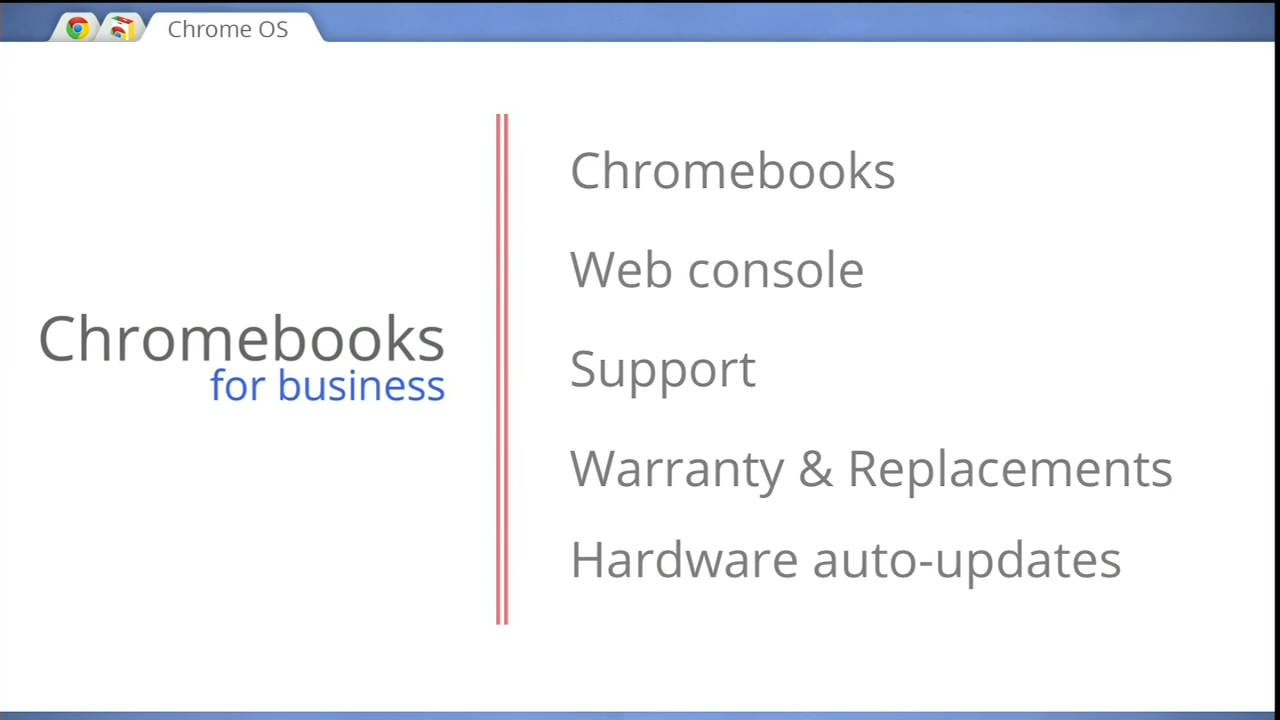 Chrome OS
Chromebooks
for business
Chromebooks
Web console
Support
Warranty & Replacements
Hardware auto-updates